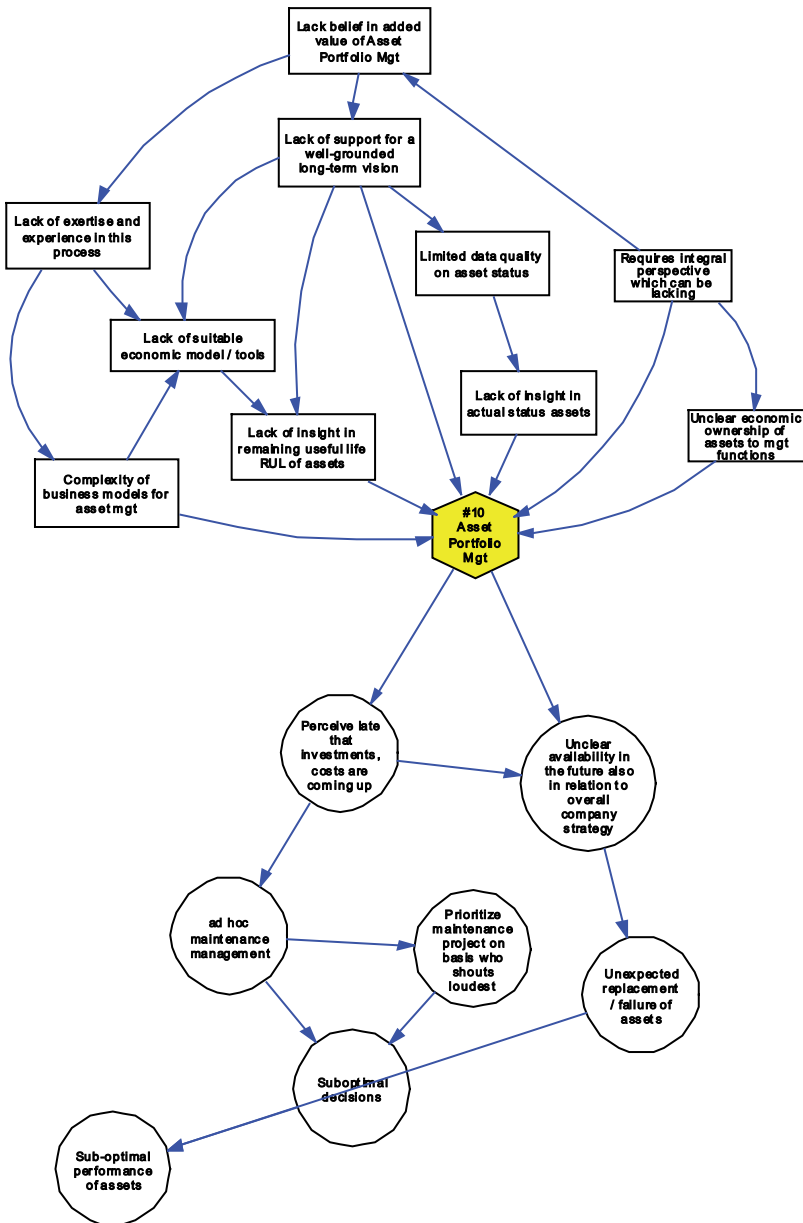 Lack belief in added
value of Asset
Portfolio Mgt
Lack of support for a
well-grounded
long-term vision
Lack of exertise and
experience in this
process
Limited data quality
on asset status
Requires integral
perspective
which can be
lacking
Lack of suitable
economic model / tools
Lack of insight in
actual status assets
Lack of insight in
remaining useful life
RUL of assets
Unclear economic
ownership of
assets to mgt
functions
Complexity of
business models for
asset mgt
#10
Asset
Portfolio
Mgt
Perceive late
that
investments,
costs are
coming up
Unclear
availability in
the future also
in relation to
overall
company
strategy
ad hoc
maintenance
management
Prioritize
maintenance
project on
basis who
shouts
loudest
Unexpected
replacement
/ failure of
assets
Suboptimal
decisions
Sub-optimal
performance
of assets